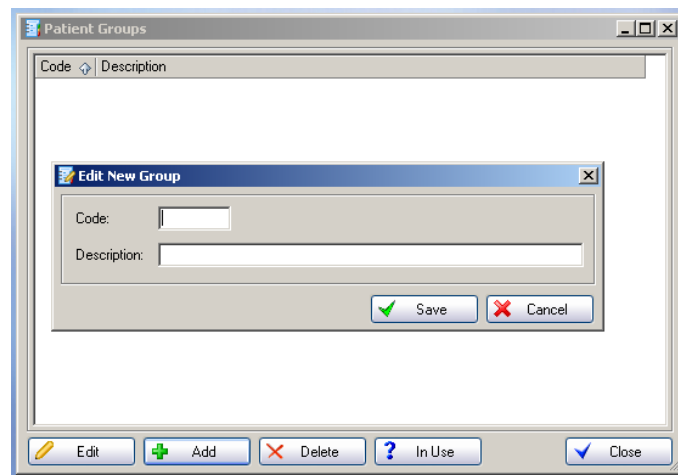 Patient Groups
Code Description
Edit New Group
Code:
Description:
Save Cancel
Edit Add Delete ? In Use Close